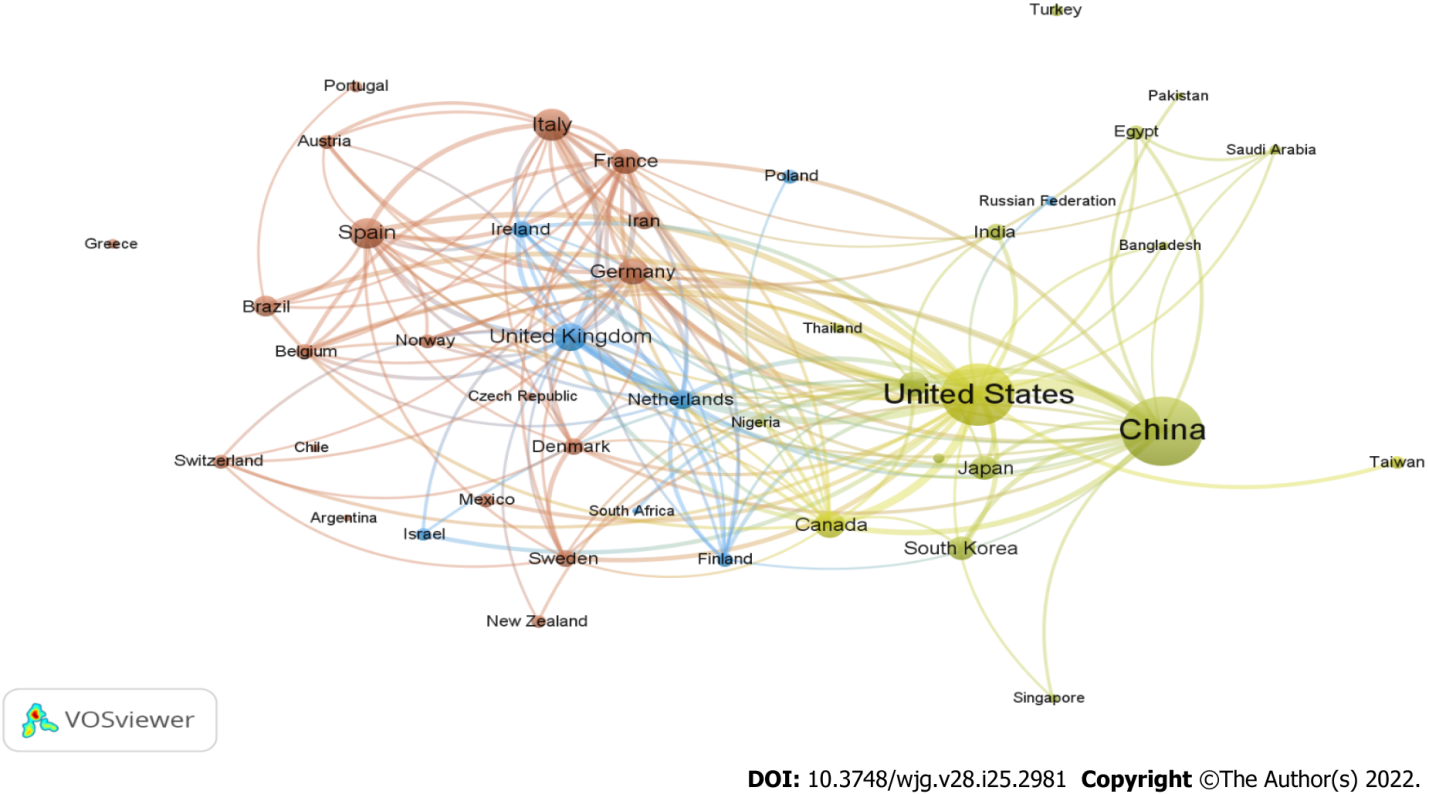 Turkey
Portugal
Pakistan
Italy
Egypt
Austria
Saudi Arabia
France
Poland
Russian Federation
Iran
Ireland
India
Spain
Greece
Bangladesh
Germany
Brazil
Thailand
United Kingdom
Norway
Belgium
United States
Czech Republic
Netherlands
Nigeria
China
Denmark
Chile
Switzerland
Taiwan
Japan
Mexico
South Africa
Argentina
Canada
Israel
South Korea
Sweden
Finland
New Zealand
Singapore
VOSviewer
DOI: 10.3748/wjg.v28.i25.2981 Copyright ©The Author(s) 2022.